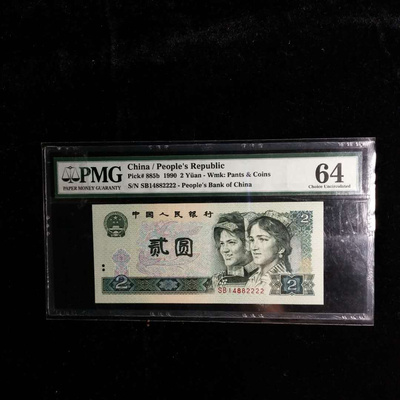 PMG
PAPER MONEY GUARANTY
China / People's Republic
Pick# 885b 1990 2 Yüan - Wmk: Pants & Coins
S/N SB14882222 - People's Bank of China
64
Choice Uncirculated
中国人民银行
贰圆
2
2
2
SB14882222